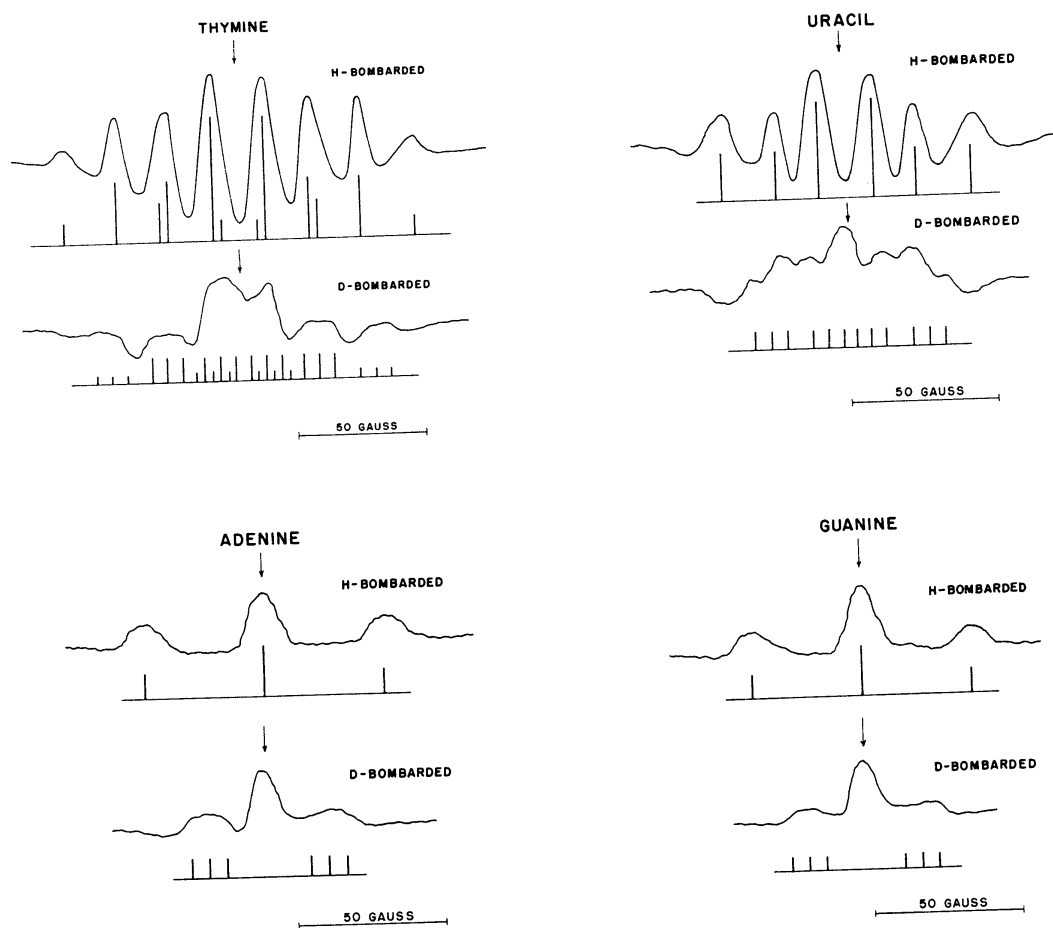 THYMINE
H-BOMBARDED
D-BOMBARDED
50 GAUSS
URACIL
H-BOMBARDED
D-BOMBARDED
50 GAUSS
ADENINE
H-BOMBARDED
D-BOMBARDED
50 GAUSS
GUANINE
H-BOMBARDED
D-BOMBARDED
50 GAUSS